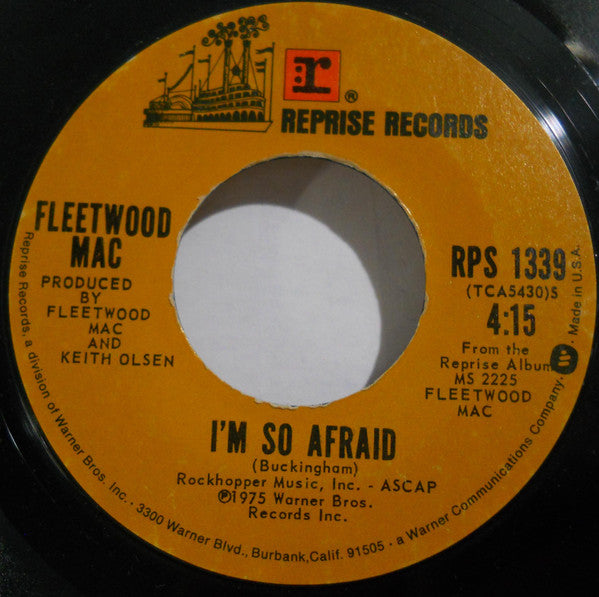 r®
REPRISE RECORDS
FLEETWOOD
MAC
PRODUCED
BY
FLEETWOOD
MAC
AND
KEITH OLSEN
RPS 1339
(TCA5430)S
4:15
From the
Reprise Album
MS 2225
FLEETWOOD
MAC
I'M SO AFRAID
(Buckingham)
Rockhopper Music, Inc. - ASCAP
℗1975 Warner Bros.
Records Inc.
Reprise Records, a division of Warner Bros. Inc. · 3300 Warner Blvd., Burbank,Calif. 91505 · a Warner Communications Company · Made in U.S.A.